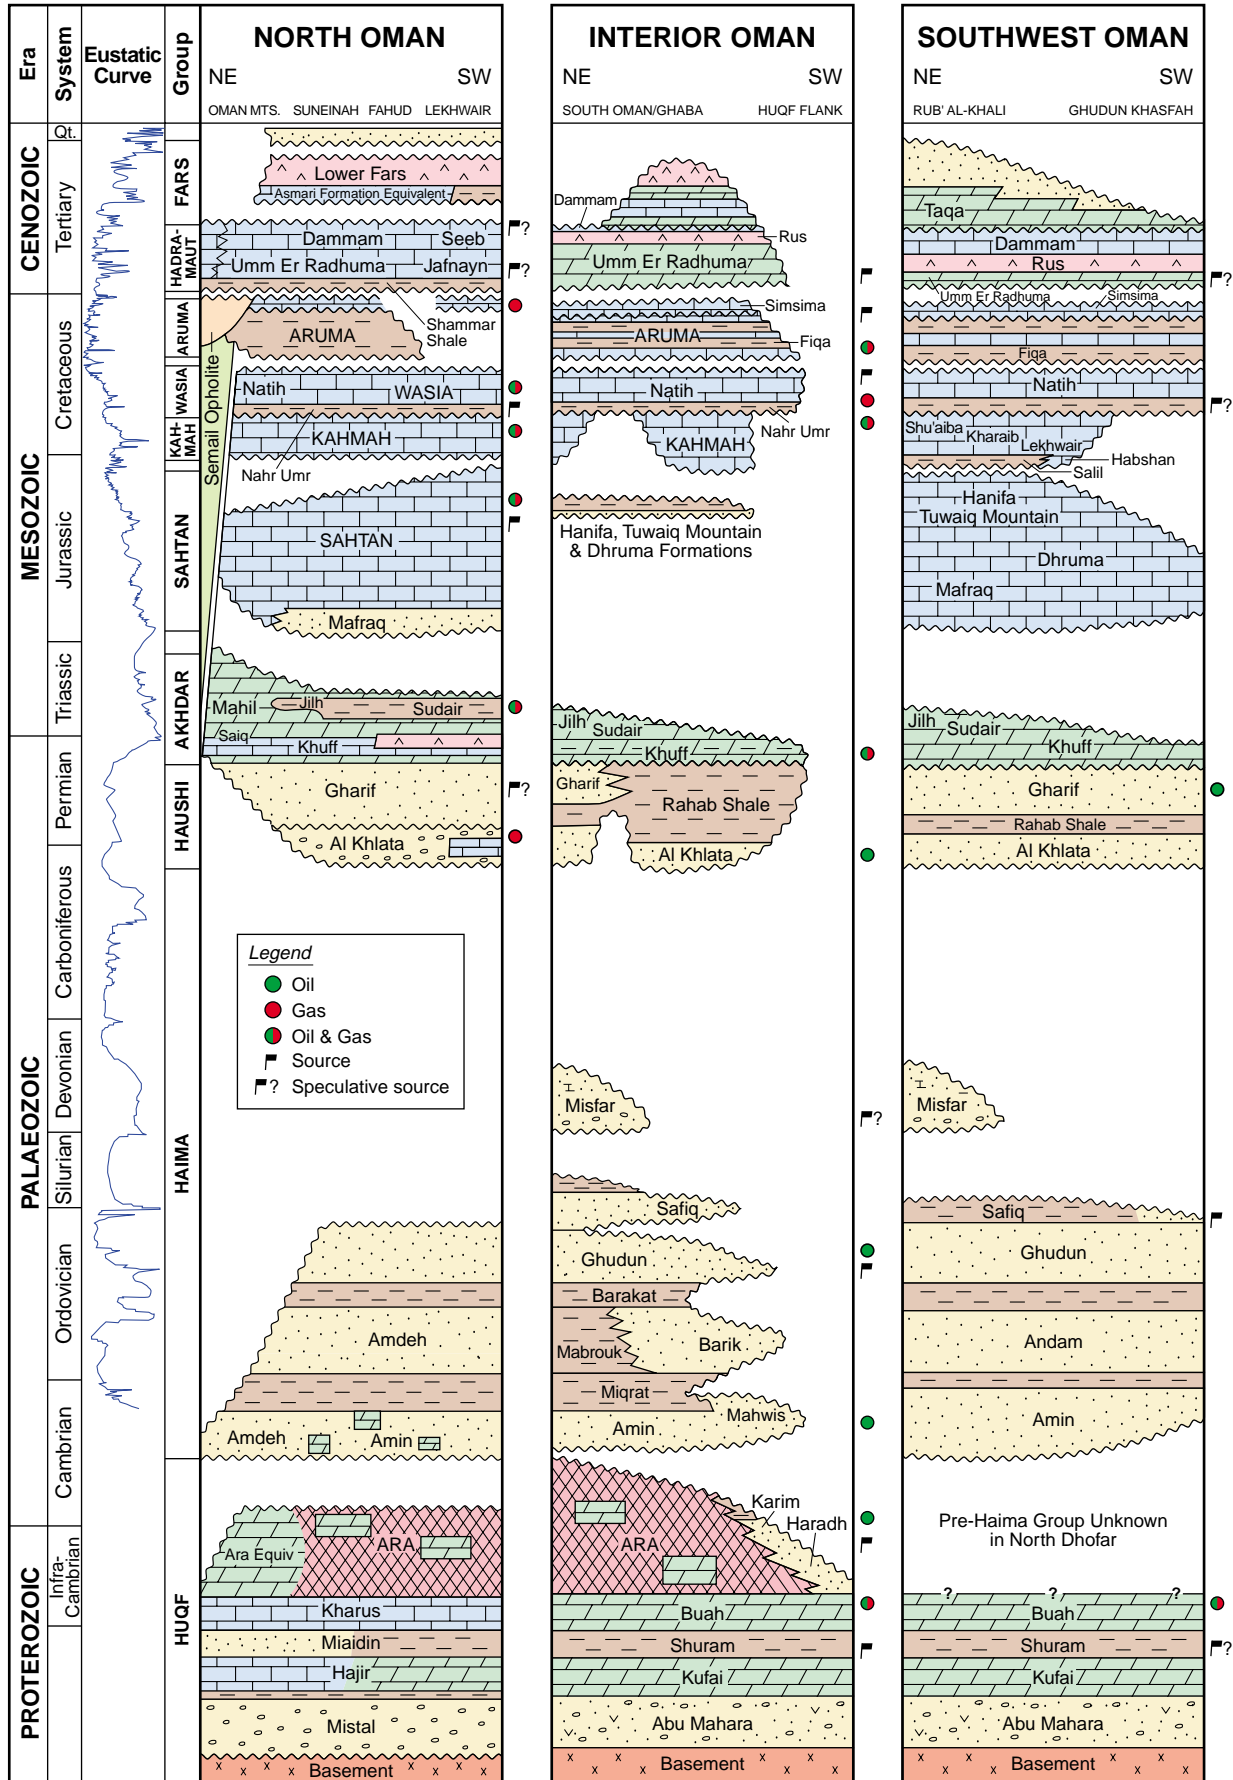 Era
System
Eustatic
Curve
Group
NORTH OMAN
NE SW
OMAN MTS. SUNEINAH FAHUD LEKHWAIR
INTERIOR OMAN
NE SW
SOUTH OMAN/GHABA HUQF FLANK
SOUTHWEST OMAN
NE SW
RUB' AL-KHALI GHUDUN KHASFAH
CENOZOIC
MESOZOIC
PALAEOZOIC
PROTEROZOIC
Qt.
Tertiary
Cretaceous
Jurassic
Triassic
Permian
Carboniferous
Devonian
Silurian
Ordovician
Cambrian
Infra-
Cambrian
FARS
HADRA-
MAUT
ARUMA
WASIA
KAH-
MAH
SAHTAN
AKHDAR
HAUSHI
HAIMA
HUQF
Lower Fars
Asmari Formation Equivalent
Dammam Seeb
Umm Er Radhuma Jafnayn
Shammar
Shale
ARUMA
Semail Opholite
Natih WASIA
KAHMAH
Nahr Umr
SAHTAN
Mafraq
Mahil Jilh Sudair
Saiq Khuff
Gharif
Al Khlata
Legend
Oil
Gas
Oil & Gas
Source
? Speculative source
Amdeh
Amdeh Amin
Ara Equiv ARA
Kharus
Miaidin
Hajir
Mistal
x x x x x x x x x
Basement
?
?
?
Dammam
Rus
Umm Er Radhuma
Simsima
ARUMA
Fiqa
Natih
Nahr Umr
KAHMAH
Hanifa, Tuwaiq Mountain
& Dhruma Formations
Jilh Sudair
Khuff
Gharif
Rahab Shale
Al Khlata
Misfar
Safiq
Ghudun
Barakat
Mabrouk Barik
Miqrat
Amin Mahwis
Karim
Haradh
ARA
Buah
Shuram
Kufai
Abu Mahara
x x x x x x x x x
Basement
?
Taqa
Dammam
Rus
Umm Er Radhuma Simsima
Fiqa
Natih
Shu'aiba
Kharaib
Lekhwair
Habshan
Salil
Hanifa
Tuwaiq Mountain
Dhruma
Mafraq
Jilh Sudair
Khuff
Gharif
Rahab Shale
Al Khlata
Misfar
Safiq
Ghudun
Andam
Amin
Pre-Haima Group Unknown
in North Dhofar
? ? ?
Buah
Shuram
Kufai
Abu Mahara
x x x x x x x x x
Basement
?
?
?